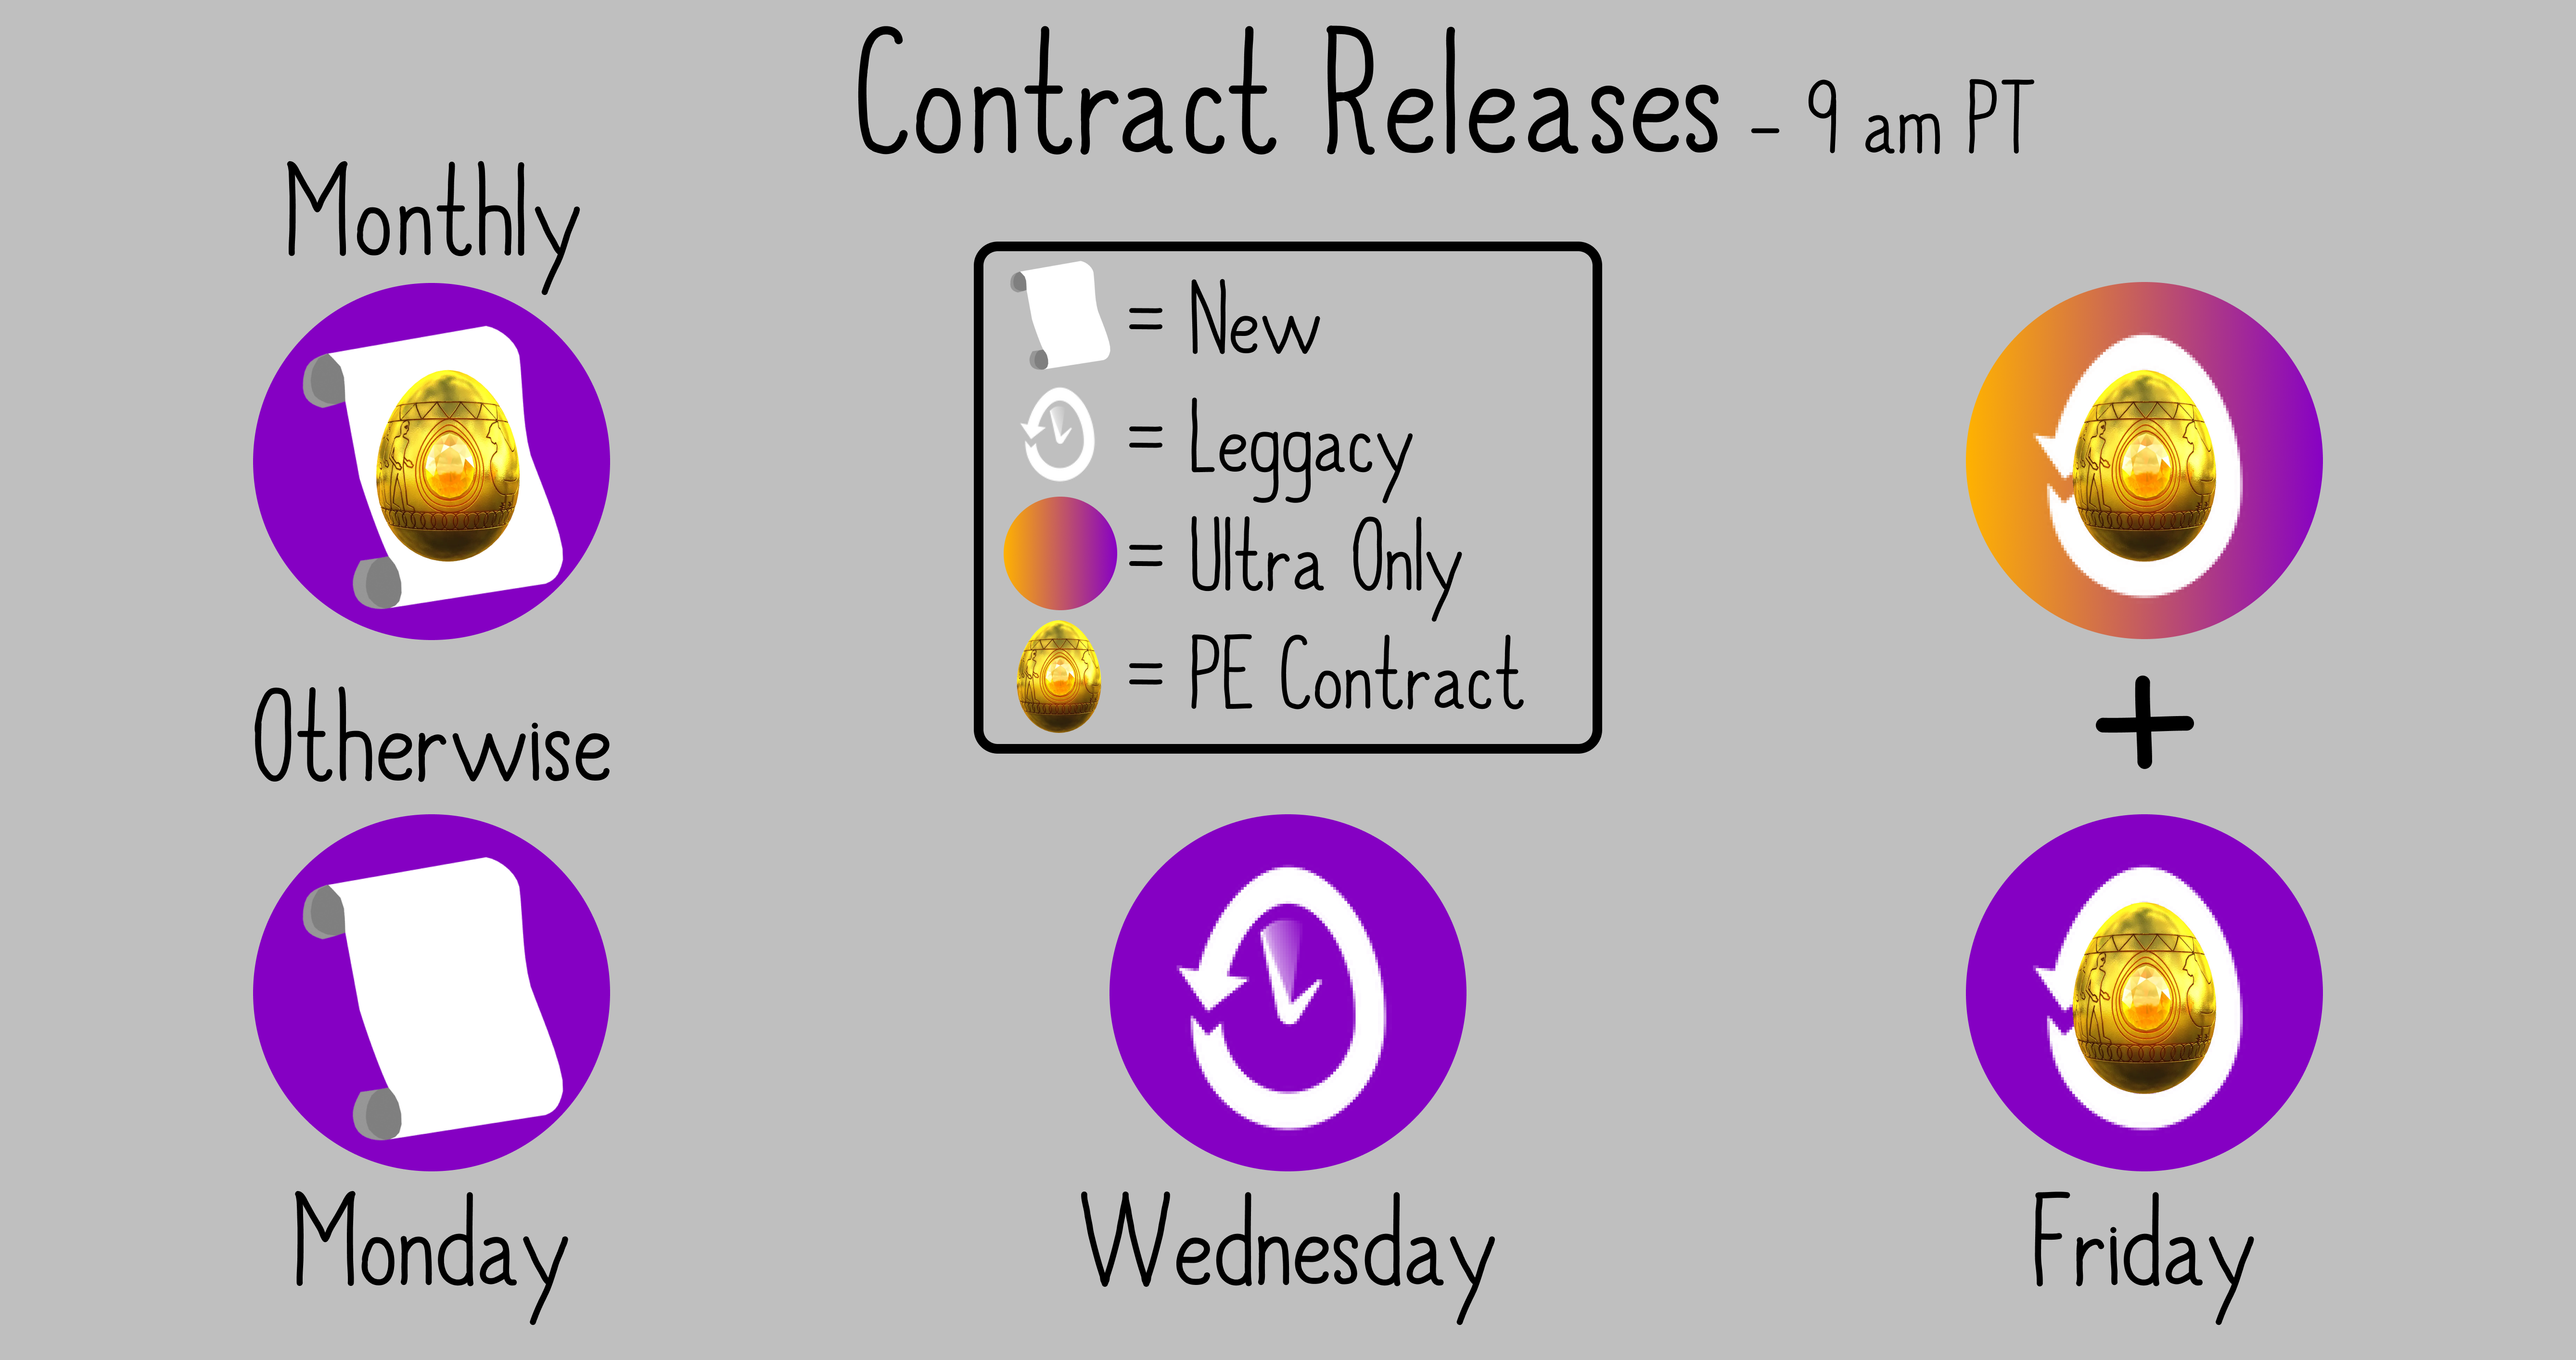 Contract Releases - 9 am PT
Monthly
= New
= Leggacy
= Ultra Only
= PE Contract
Otherwise
+
Monday
Wednesday
Friday